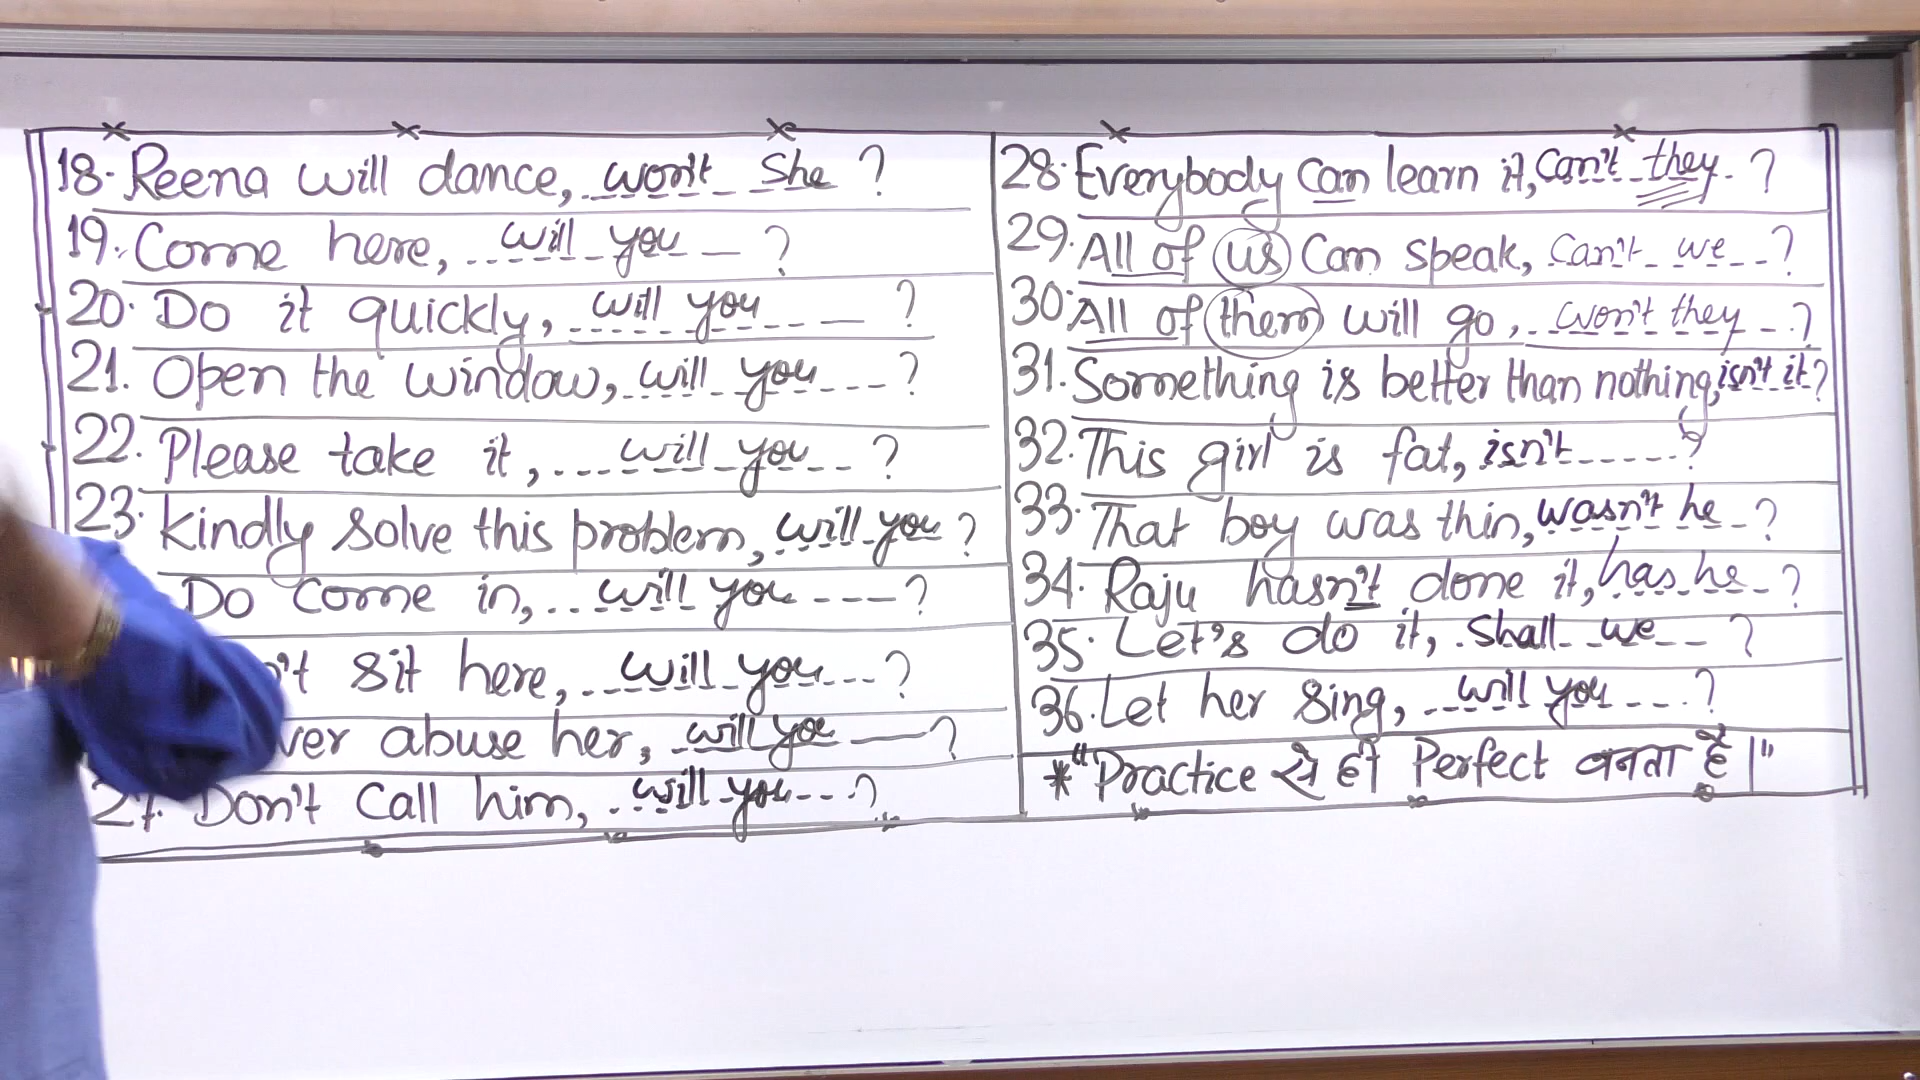 18. Reena will dance, won't She ?
19. Come here, will you ?
20. Do it quickly, will you ?
21. Open the window, will you ?
22. Please take it, will you ?
23. Kindly solve this problem, will you ?
Do come in, will you ?
n't sit here, will you ?
ver abuse her, will you ?
27. Don't Call him, will you ?
28. Everybody Can learn it, Can't they ?
29. All of us Can speak, Can't we ?
30. All of them will go, won't they ?
31. Something is better than nothing, isn't it ?
32. This girl is fat, isn't ?
33. That boy was thin, wasn't he ?
34. Raju hasn't done it, has he ?
35. Let's do it, Shall we ?
36. Let her Sing, will you ?
* "Practice से ही Perfect बनता है।"